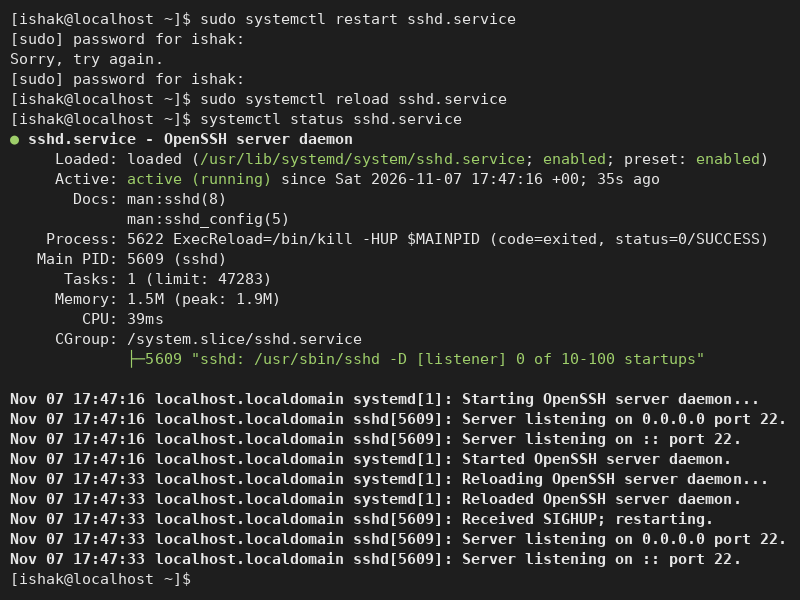 [ishak@localhost ~]$ sudo systemctl restart sshd.service
[sudo] password for ishak:
Sorry, try again.
[sudo] password for ishak:
[ishak@localhost ~]$ sudo systemctl reload sshd.service
[ishak@localhost ~]$ systemctl status sshd.service
● sshd.service - OpenSSH server daemon
     Loaded: loaded (/usr/lib/systemd/system/sshd.service; enabled; preset: enabled)
     Active: active (running) since Sat 2026-11-07 17:47:16 +00; 35s ago
       Docs: man:sshd(8)
             man:sshd_config(5)
    Process: 5622 ExecReload=/bin/kill -HUP $MAINPID (code=exited, status=0/SUCCESS)
   Main PID: 5609 (sshd)
      Tasks: 1 (limit: 47283)
     Memory: 1.5M (peak: 1.9M)
        CPU: 39ms
     CGroup: /system.slice/sshd.service
             ├─5609 "sshd: /usr/sbin/sshd -D [listener] 0 of 10-100 startups"

Nov 07 17:47:16 localhost.localdomain systemd[1]: Starting OpenSSH server daemon...
Nov 07 17:47:16 localhost.localdomain sshd[5609]: Server listening on 0.0.0.0 port 22.
Nov 07 17:47:16 localhost.localdomain sshd[5609]: Server listening on :: port 22.
Nov 07 17:47:16 localhost.localdomain systemd[1]: Started OpenSSH server daemon.
Nov 07 17:47:33 localhost.localdomain systemd[1]: Reloading OpenSSH server daemon...
Nov 07 17:47:33 localhost.localdomain systemd[1]: Reloaded OpenSSH server daemon.
Nov 07 17:47:33 localhost.localdomain sshd[5609]: Received SIGHUP; restarting.
Nov 07 17:47:33 localhost.localdomain sshd[5609]: Server listening on 0.0.0.0 port 22.
Nov 07 17:47:33 localhost.localdomain sshd[5609]: Server listening on :: port 22.
[ishak@localhost ~]$